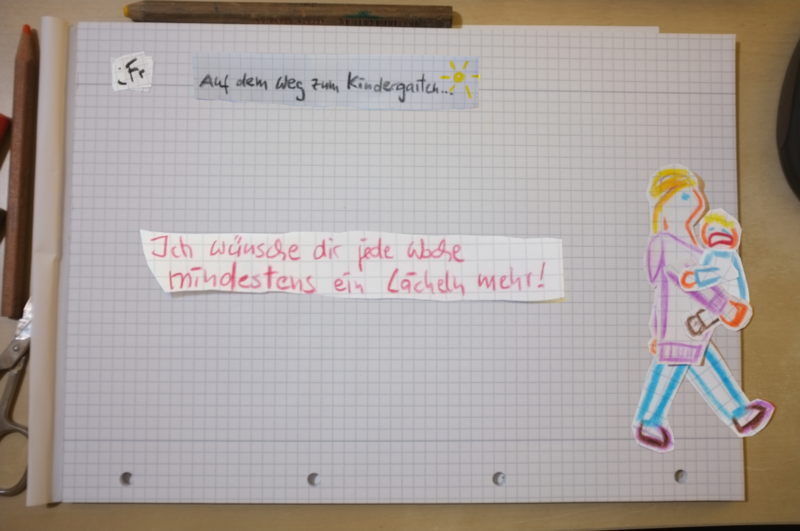 :Fr
Auf dem Weg zum Kindergarten...
Ich wünsche dir jede Woche
mindestens ein Lächeln mehr!